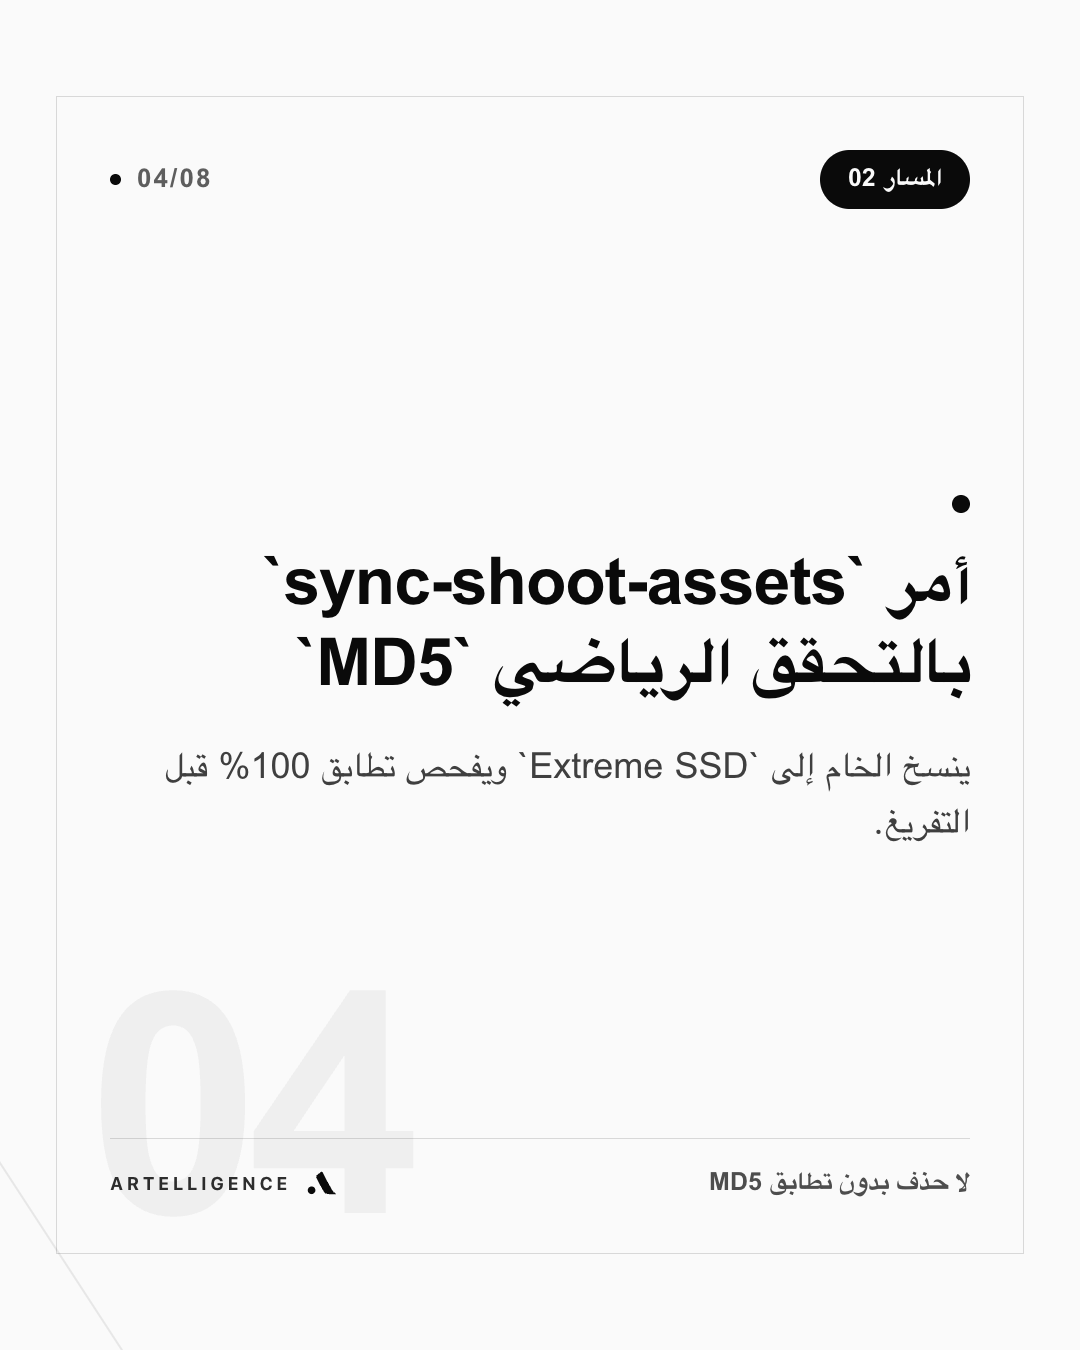 المسار 02
04/08
أمر `sync-shoot-assets`
بالتحقق الرياضي `MD5`
ينسخ الخام إلى `Extreme SSD` ويفحص تطابق 100% قبل
التفريغ.
04
لا حذف بدون تطابق MD5
ARTELLIGENCE